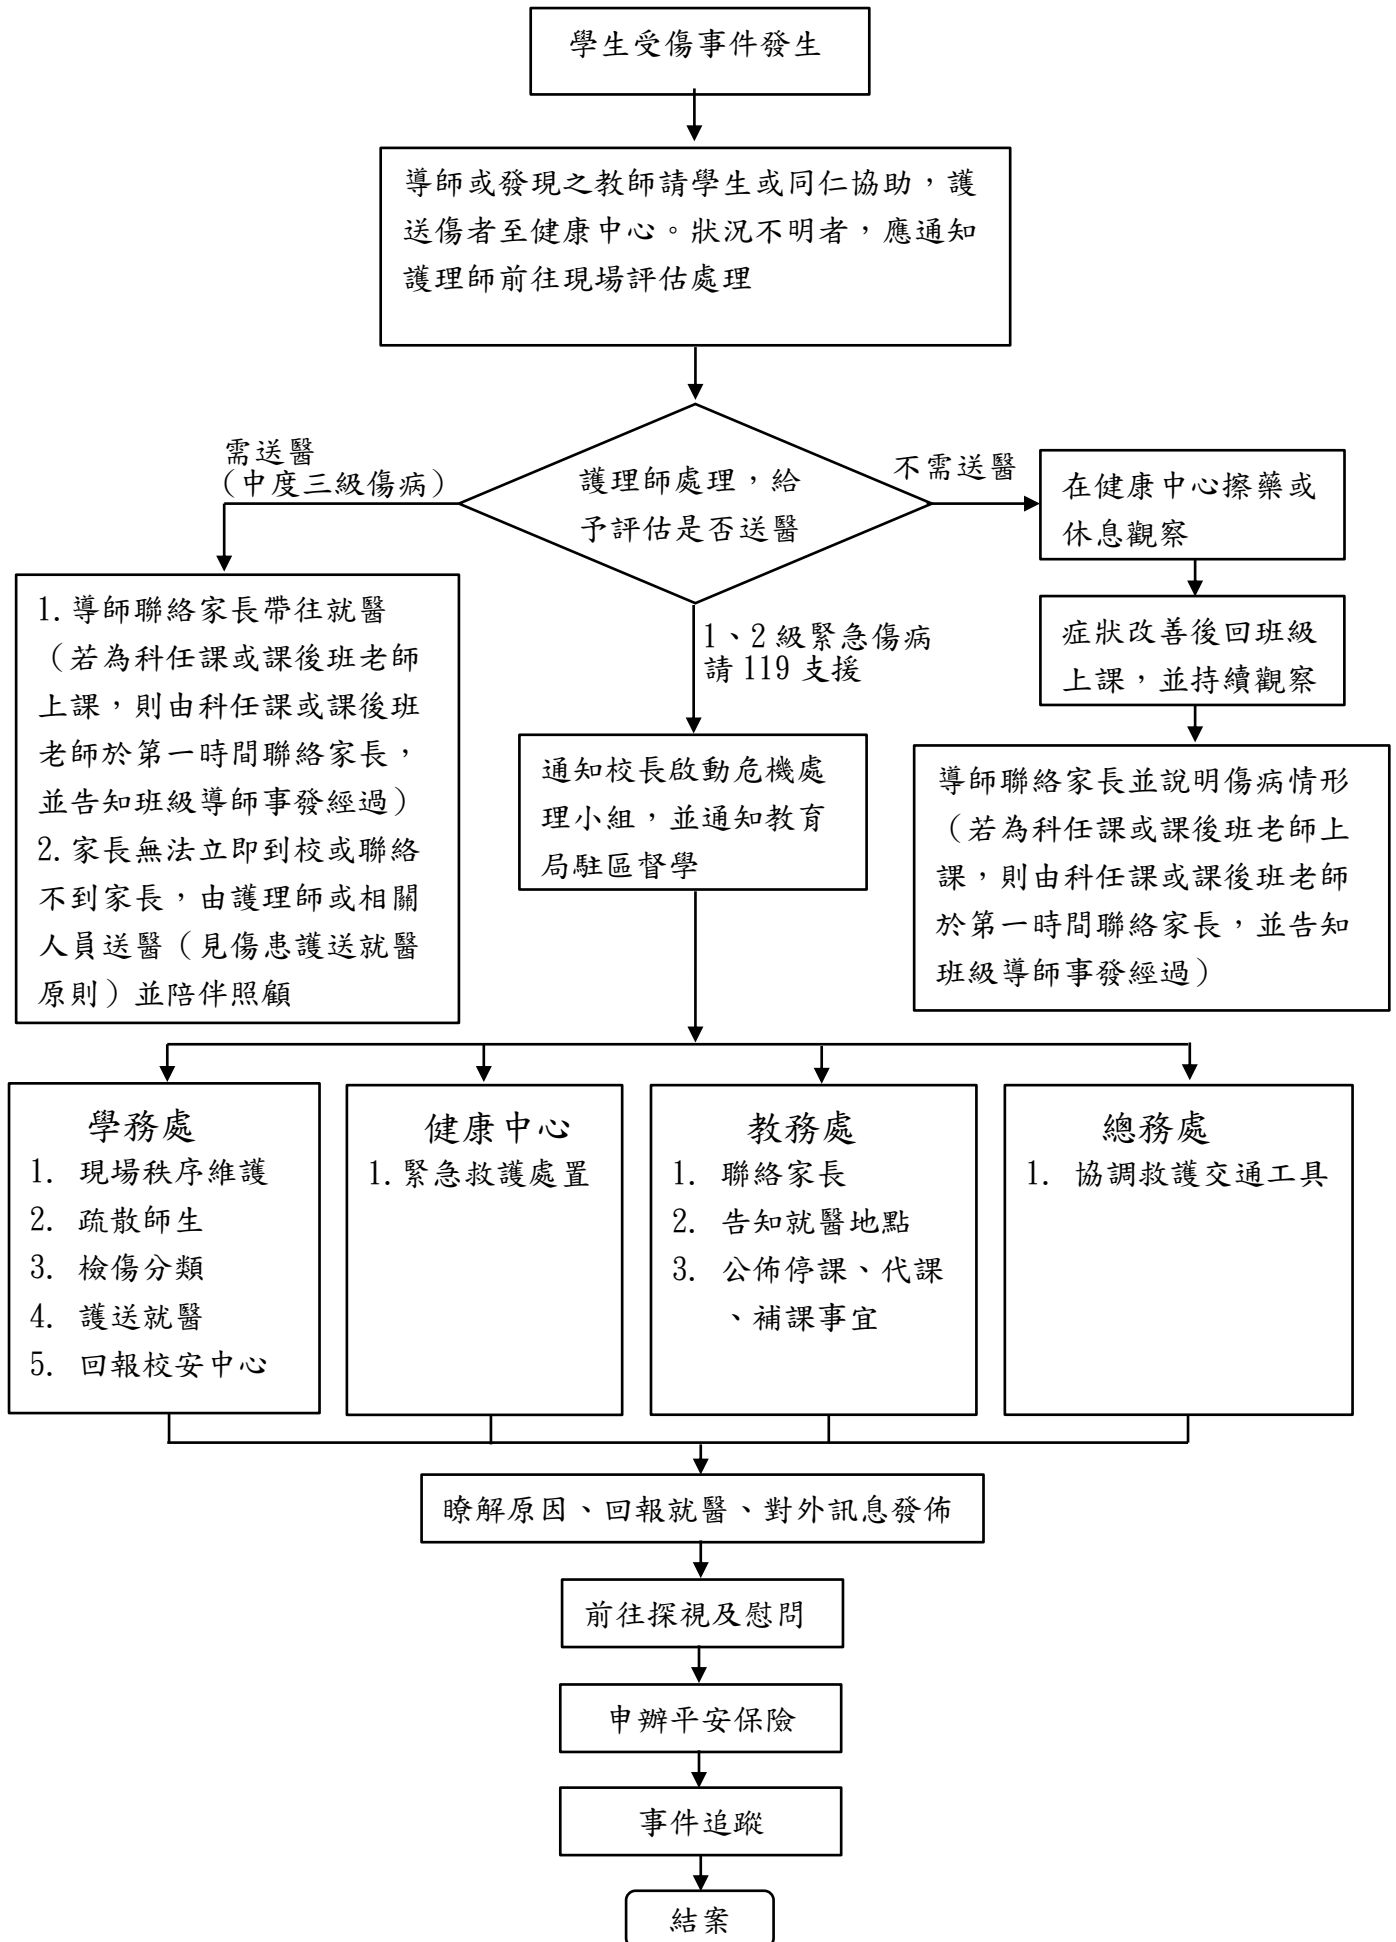 學生受傷事件發生
導師或發現之教師請學生或同仁協助，護
送傷者至健康中心。狀況不明者，應通知
護理師前往現場評估處理
需送醫
（中度三級傷病）
護理師處理，給
予評估是否送醫
不需送醫
在健康中心擦藥或
休息觀察
1.導師聯絡家長帶往就醫
（若為科任課或課後班老師
上課，則由科任課或課後班
老師於第一時間聯絡家長，
並告知班級導師事發經過）
2.家長無法立即到校或聯絡
不到家長，由護理師或相關
人員送醫（見傷患護送就醫
原則）並陪伴照顧
1、2 級緊急傷病
請 119 支援
症狀改善後回班級
上課，並持續觀察
通知校長啟動危機處
理小組，並通知教育
局駐區督學
導師聯絡家長並說明傷病情形
（若為科任課或課後班老師上
課，則由科任課或課後班老師
於第一時間聯絡家長，並告知
班級導師事發經過）
學務處
1. 現場秩序維護
2. 疏散師生
3. 檢傷分類
4. 護送就醫
5. 回報校安中心
健康中心
1.緊急救護處置
教務處
1. 聯絡家長
2. 告知就醫地點
3. 公佈停課、代課
、補課事宜
總務處
1. 協調救護交通工具
瞭解原因、回報就醫、對外訊息發佈
前往探視及慰問
申辦平安保險
事件追蹤
結案